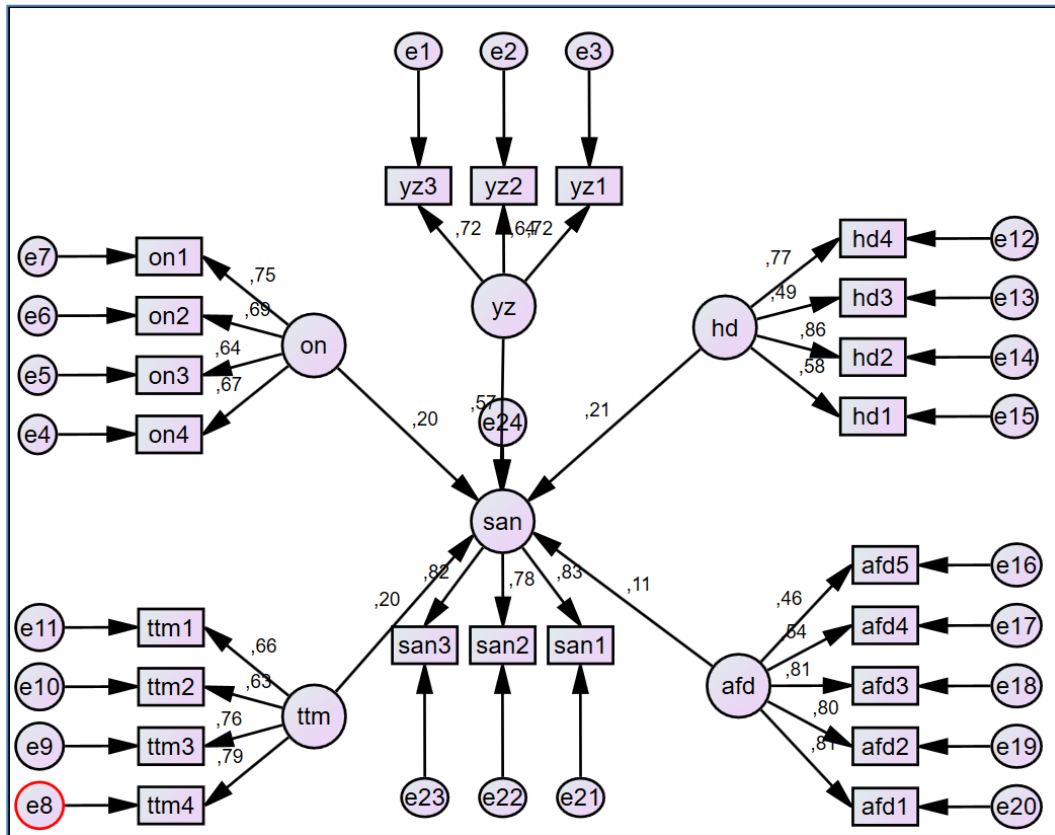 e1 e2 e3
yz3 yz2 yz1
,72 ,64 ,72
yz
e7 on1 ,75
e6 on2 ,69
e5 on3 ,64
e4 on4 ,67
on
hd
,77 hd4 e12
,49 hd3 e13
,86 hd2 e14
,58 hd1 e15
,57 e24
,20
,21
san
,82 ,78 ,83
san3 san2 san1
e23 e22 e21
,20
,11
e11 ttm1 ,66
e10 ttm2 ,63
e9 ttm3 ,76
e8 ttm4 ,79
ttm
afd
,46 afd5 e16
,54 afd4 e17
,81 afd3 e18
,80 afd2 e19
,81 afd1 e20